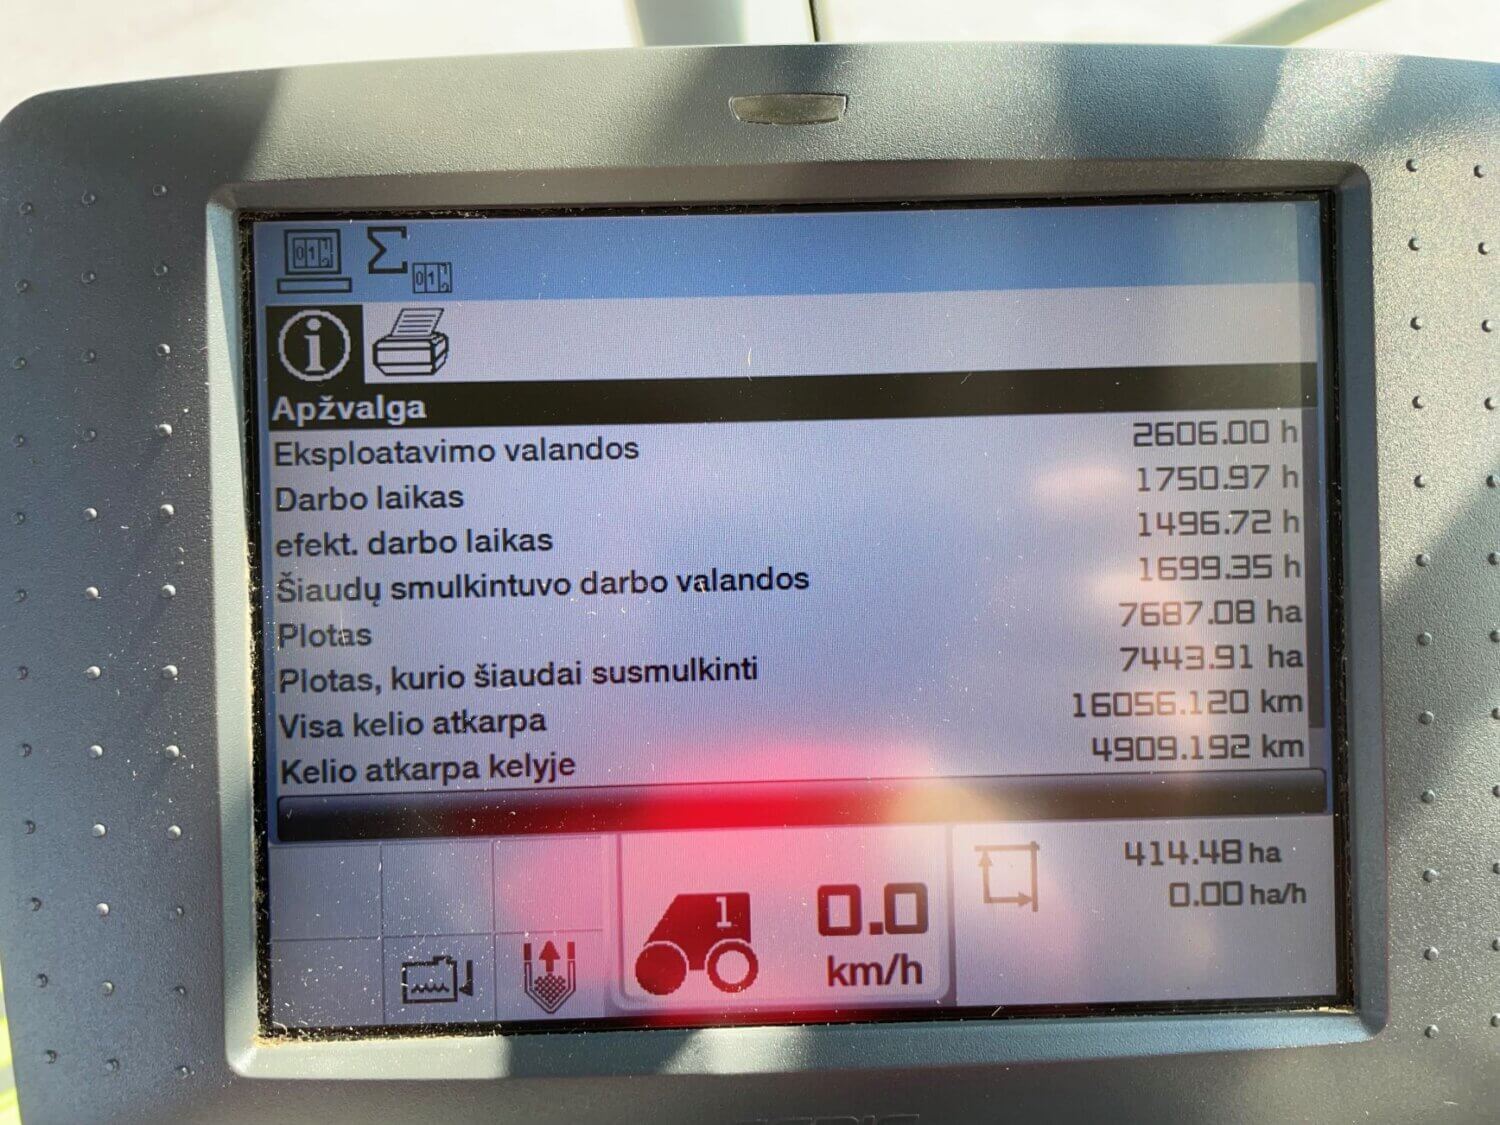 Apžvalga
Eksploatavimo valandos 2606.00 h
Darbo laikas 1750.97 h
efekt. darbo laikas 1496.72 h
Šiaudų smulkintuvo darbo valandos 1699.35 h
Plotas 7687.08 ha
Plotas, kurio šiaudai susmulkinti 7443.91 ha
Visa kelio atkarpa 16056.120 km
Kelio atkarpa kelyje 4909.192 km
414.48 ha
0.00 ha/h
1 0.0
km/h